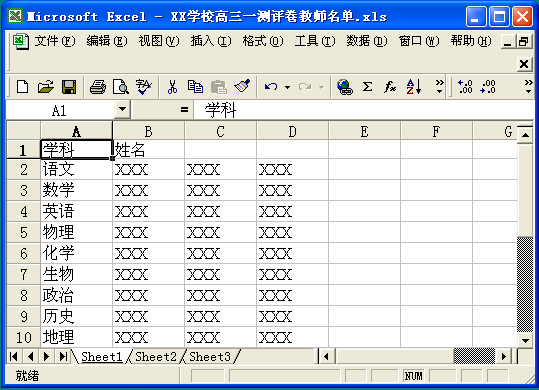 Microsoft Excel - XX学校高三一测评卷教师名单.xls
文件(F) 编辑(E) 视图(V) 插入(I) 格式(O) 工具(T) 数据(D) 窗口(W) 帮助(H)
A1 = 学科
A B C D E F G
1 学科 姓名
2 语文 XXX XXX XXX
3 数学 XXX XXX XXX
4 英语 XXX XXX XXX
5 物理 XXX XXX XXX
6 化学 XXX XXX XXX
7 生物 XXX XXX XXX
8 政治 XXX XXX XXX
9 历史 XXX XXX XXX
10 地理 XXX XXX XXX
Sheet1 Sheet2 Sheet3
就绪 NUM